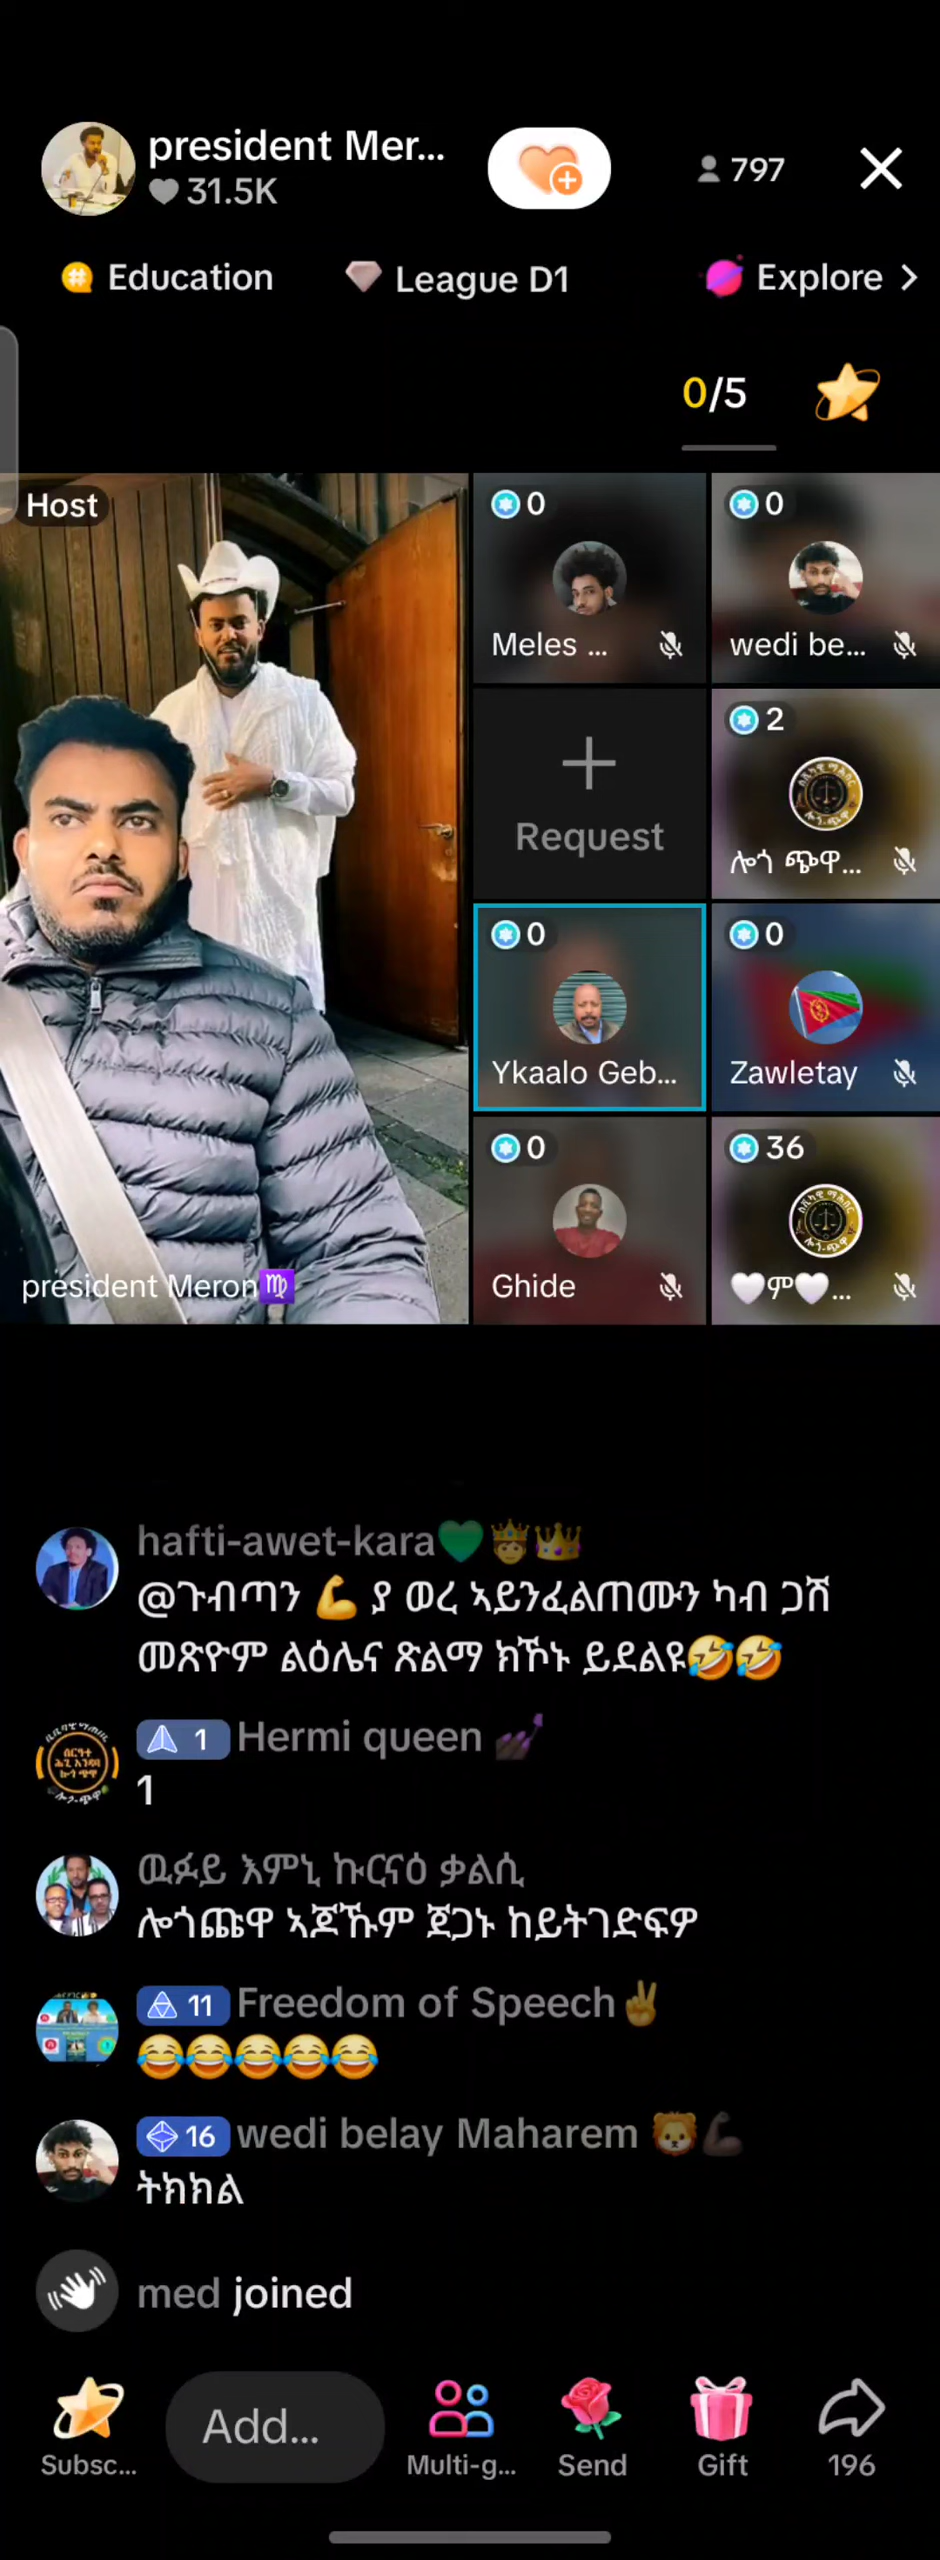 president Mer...
31.5K
797
Education
League D1
Explore
0/5
Host
0
Meles ...
0
wedi be...
Request
2
ሎጎ ጭዋ...
0
Ykaalo Geb...
0
Zawletay
president Meron♍
0
Ghide
36
🤍ም🤍...
hafti-awet-kara💚🤴👑
@ጉብጣን 💪 ያ ወረ ኣይንፈልጠሙን ካብ ጋሽ
መጽዮም ልዕሌና ጽልማ ክኾኑ ይደልዩ🤣🤣
1 Hermi queen 💅🏿
1
ዉፉይ እምኒ ኩርናዕ ቃልሲ
ሎጎጩዋ ኣጆኹም ጀጋኑ ከይትገድፍዎ
11 Freedom of Speech✌
😂😂😂😂😂
16 wedi belay Maharem 🦁💪🏿
ትክክል
med joined
Subsc...
Add...
Multi-g...
Send
Gift
196